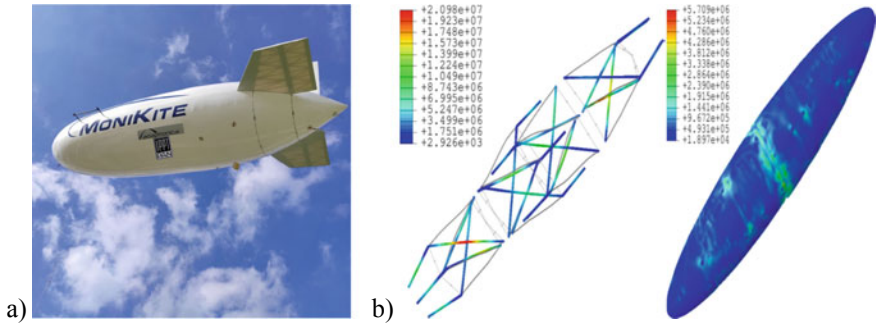 MONIKITE
a)
b)
+2.098e+07
+1.923e+07
+1.748e+07
+1.573e+07
+1.399e+07
+1.224e+07
+1.049e+07
+8.743e+06
+6.995e+06
+5.247e+06
+3.499e+06
+1.751e+06
+2.926e+03
+5.709e+06
+5.234e+06
+4.760e+06
+4.286e+06
+3.812e+06
+3.338e+06
+2.864e+06
+2.390e+06
+1.915e+06
+1.441e+06
+9.672e+05
+4.931e+05
+1.897e+04